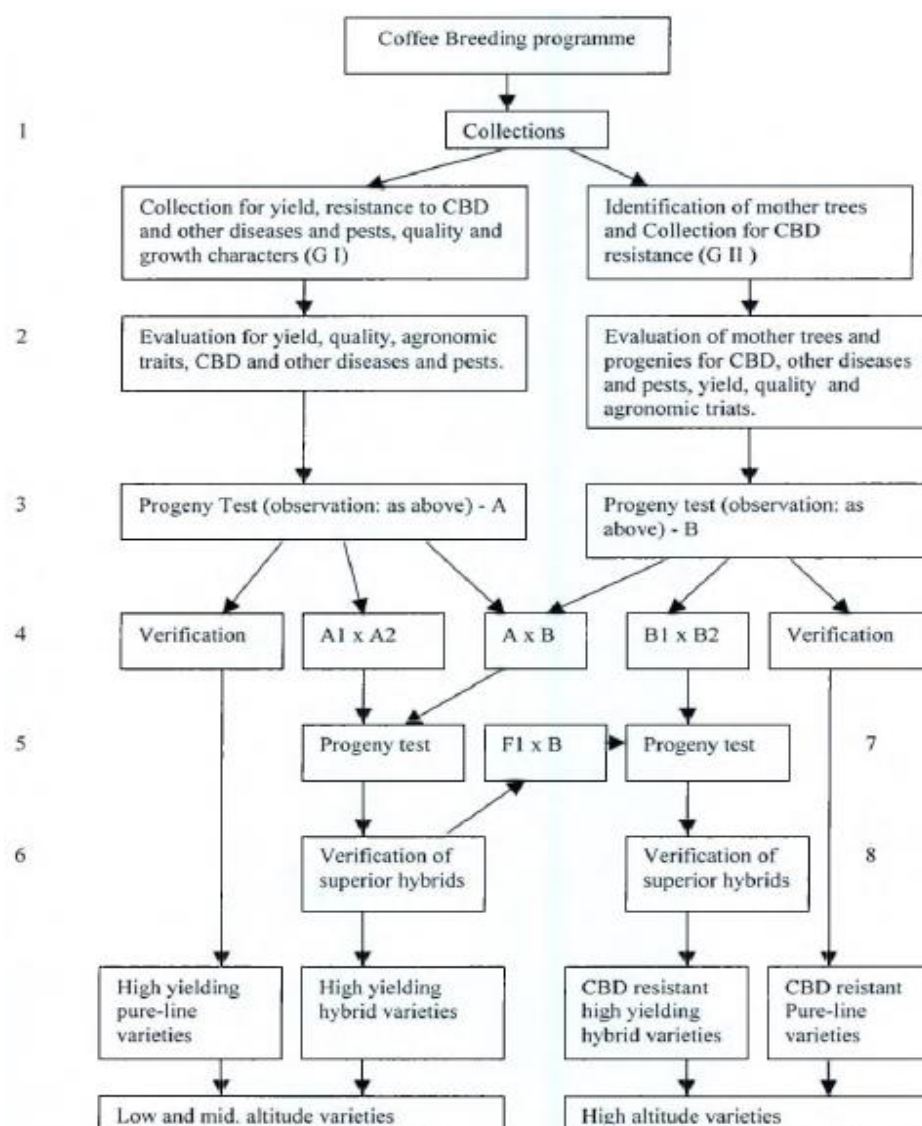 Coffee Breeding programme
1
Collections
Collection for yield, resistance to CBD
and other diseases and pests, quality and
growth characters (G I)
Identification of mother trees
and Collection for CBD
resistance (G II )
2
Evaluation for yield, quality, agronomic
traits, CBD and other diseases and pests.
Evaluation of mother trees and
progenies for CBD, other diseases
and pests, yield, quality and
agronomic triats.
3
Progeny Test (observation: as above) - A
Progeny test (observation: as
above) - B
4
Verification
A1 x A2
A x B
B1 x B2
Verification
5
Progeny test
F1 x B
Progeny test
7
6
Verification of
superior hybrids
Verification of
superior hybrids
8
High yielding
pure-line
varieties
High yielding
hybrid varieties
CBD resistant
high yielding
hybrid varieties
CBD reistant
Pure-line
varieties
Low and mid. altitude varieties
High altitude varieties